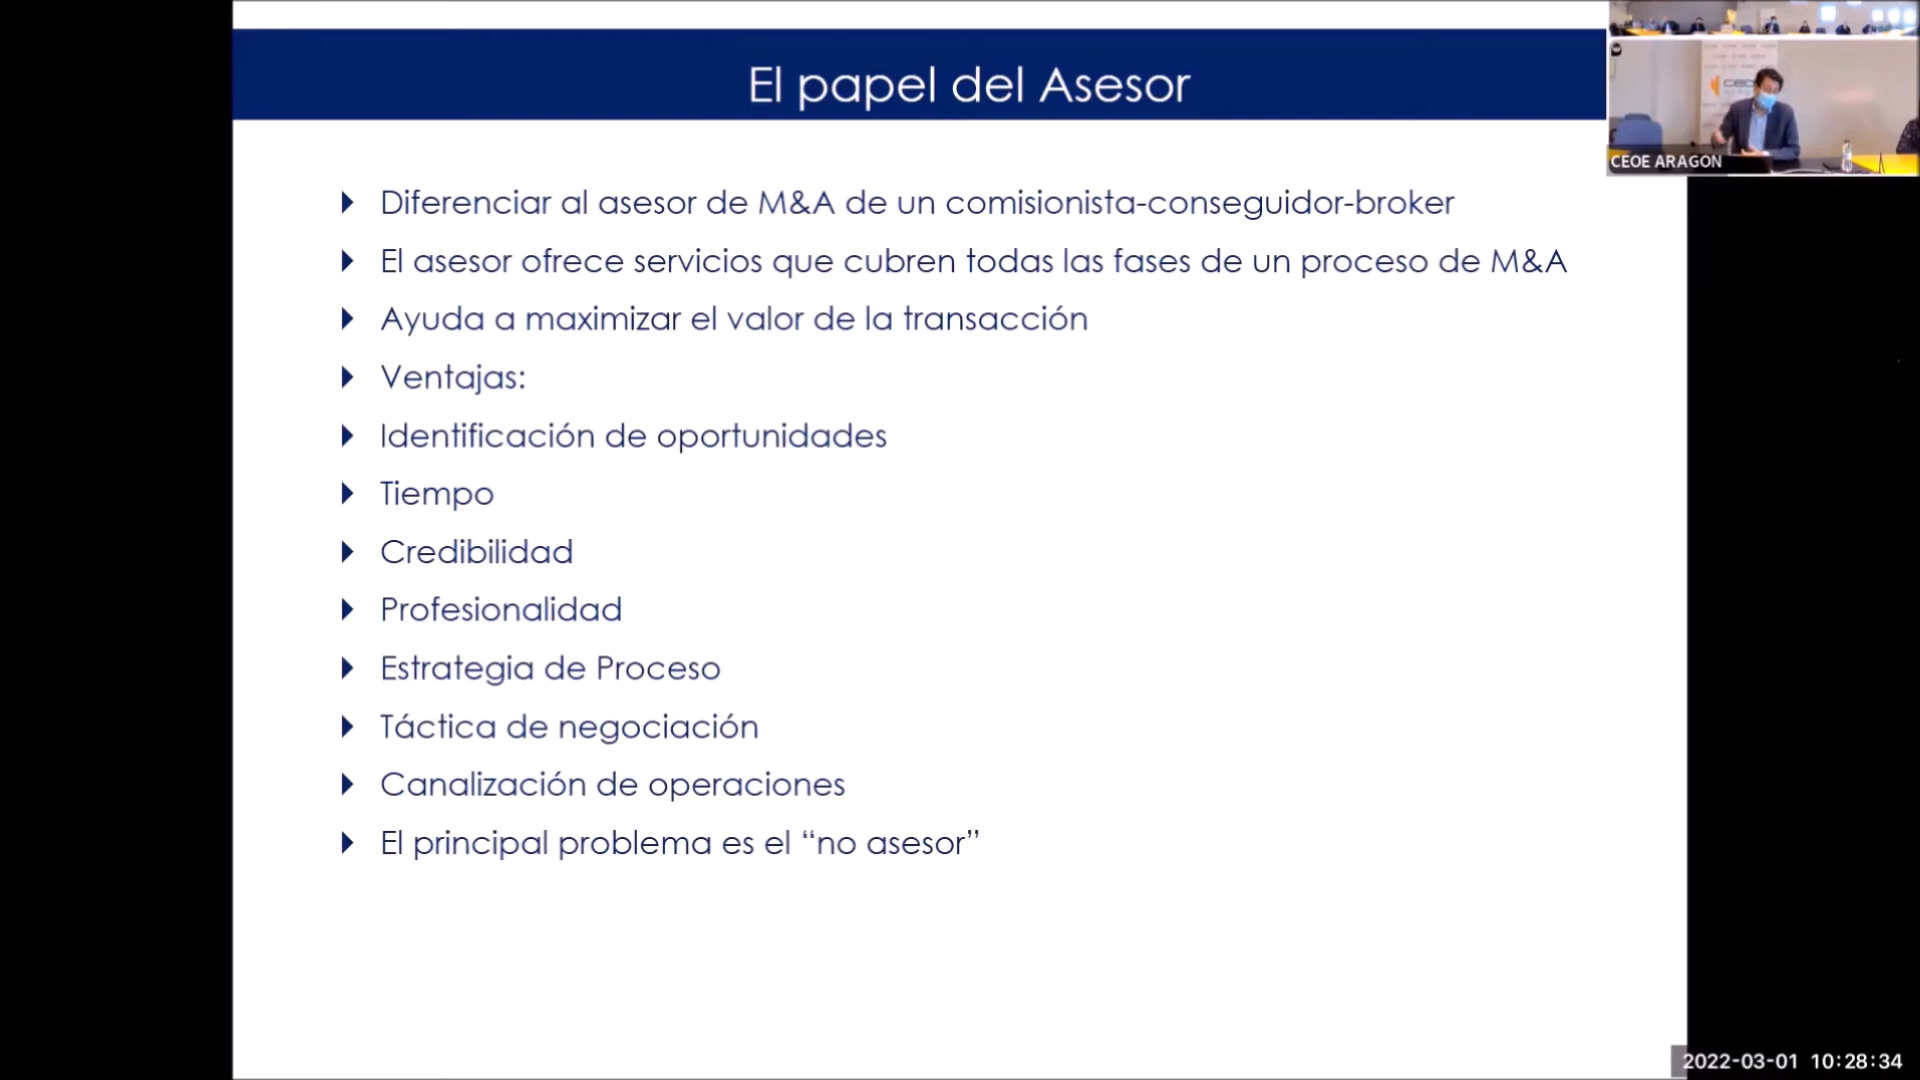 El papel del Asesor
CEOE ARAGON
Diferenciar al asesor de M&A de un comisionista-conseguidor-broker
El asesor ofrece servicios que cubren todas las fases de un proceso de M&A
Ayuda a maximizar el valor de la transacción
Ventajas:
Identificación de oportunidades
Tiempo
Credibilidad
Profesionalidad
Estrategia de Proceso
Táctica de negociación
Canalización de operaciones
El principal problema es el “no asesor”
2022-03-01 10:28:34